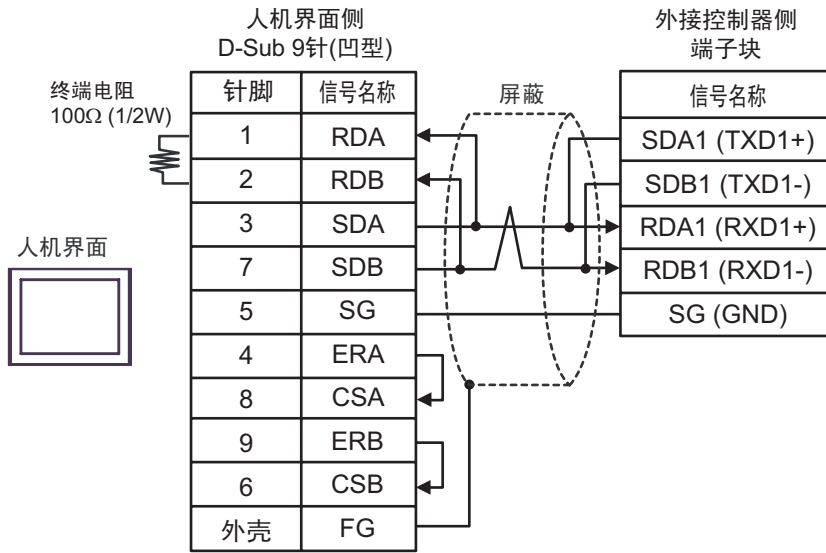 人机界面侧
D-Sub 9针(凹型)
外接控制器侧
端子块
终端电阻
100Ω (1/2W)
针脚 信号名称
屏蔽
信号名称
1 RDA
SDA1 (TXD1+)
2 RDB
SDB1 (TXD1-)
3 SDA
RDA1 (RXD1+)
人机界面
7 SDB
RDB1 (RXD1-)
5 SG
SG (GND)
4 ERA
8 CSA
9 ERB
6 CSB
外壳 FG